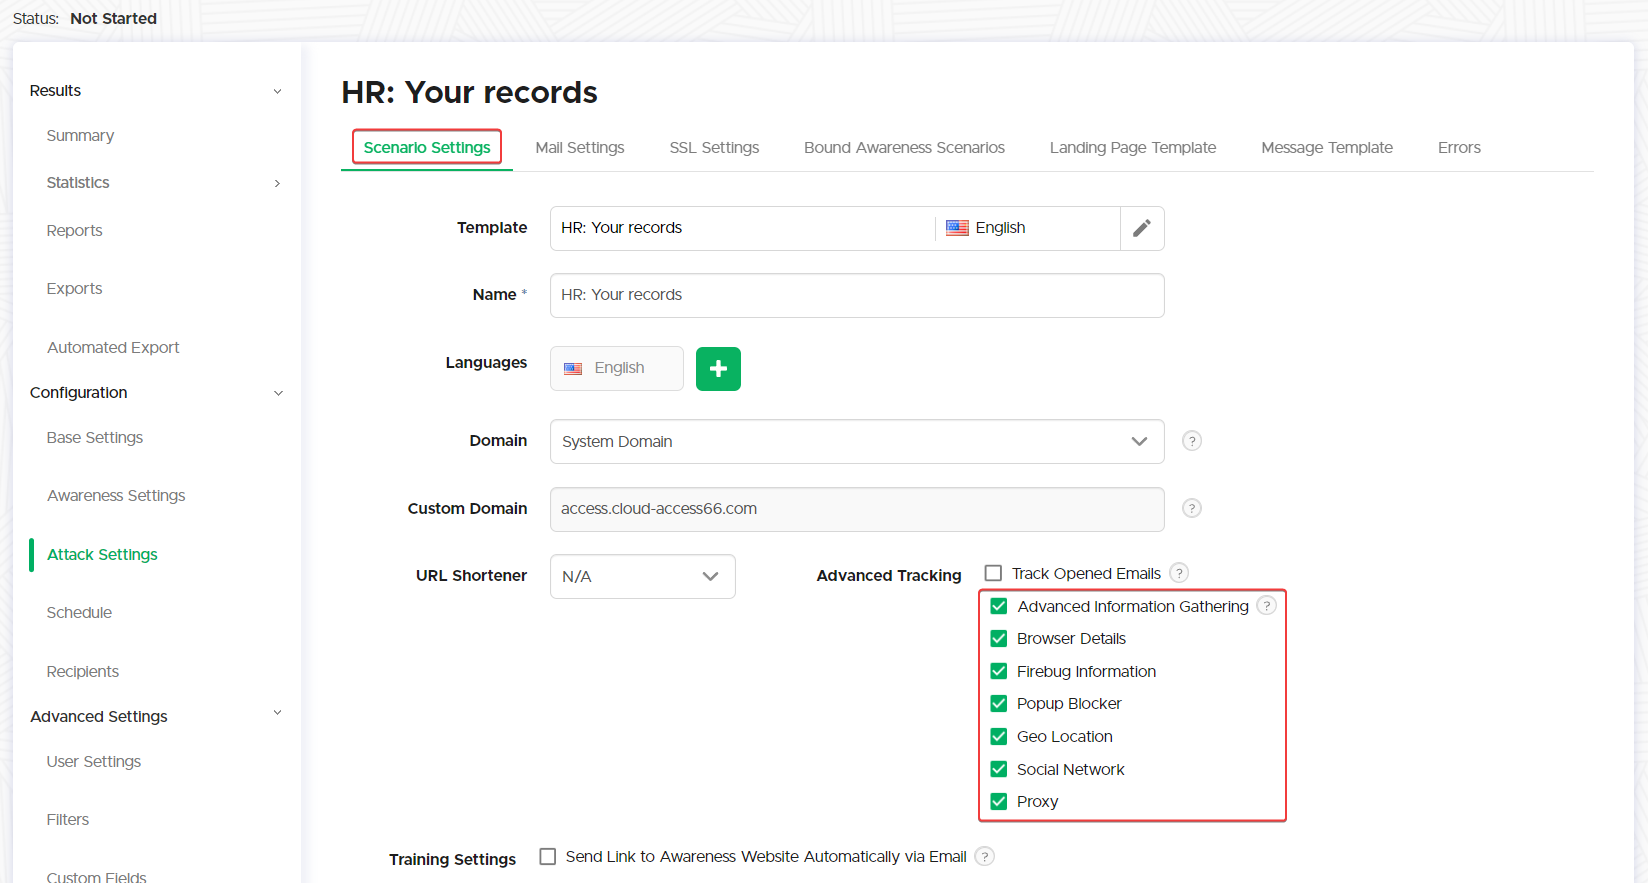 Status: Not Started
Results
Summary
Statistics
Reports
Exports
Automated Export
Configuration
Base Settings
Awareness Settings
Attack Settings
Schedule
Recipients
Advanced Settings
User Settings
Filters
Custom Fields
HR: Your records
Scenario Settings Mail Settings SSL Settings Bound Awareness Scenarios Landing Page Template Message Template Errors
Template HR: Your records English
Name * HR: Your records
Languages English
Domain System Domain ?
Custom Domain access.cloud-access66.com ?
URL Shortener N/A
Advanced Tracking Track Opened Emails ?
Advanced Information Gathering ?
Browser Details
Firebug Information
Popup Blocker
Geo Location
Social Network
Proxy
Training Settings Send Link to Awareness Website Automatically via Email ?